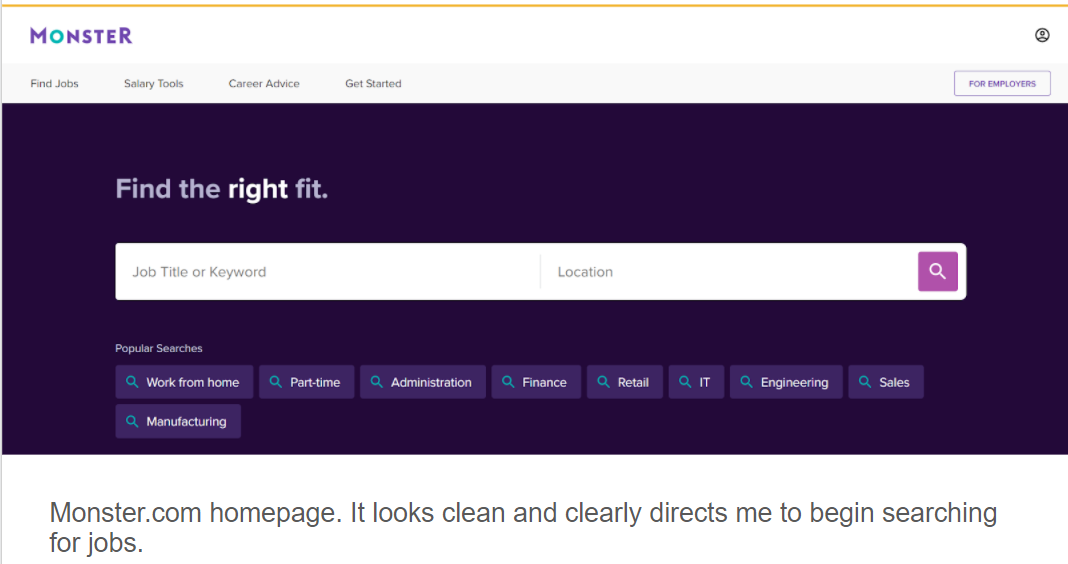 MONSTER
Find Jobs Salary Tools Career Advice Get Started FOR EMPLOYERS
Find the right fit.
Job Title or Keyword Location
Popular Searches
Work from home Part-time Administration Finance Retail IT Engineering Sales
Manufacturing
Monster.com homepage. It looks clean and clearly directs me to begin searching
for jobs.